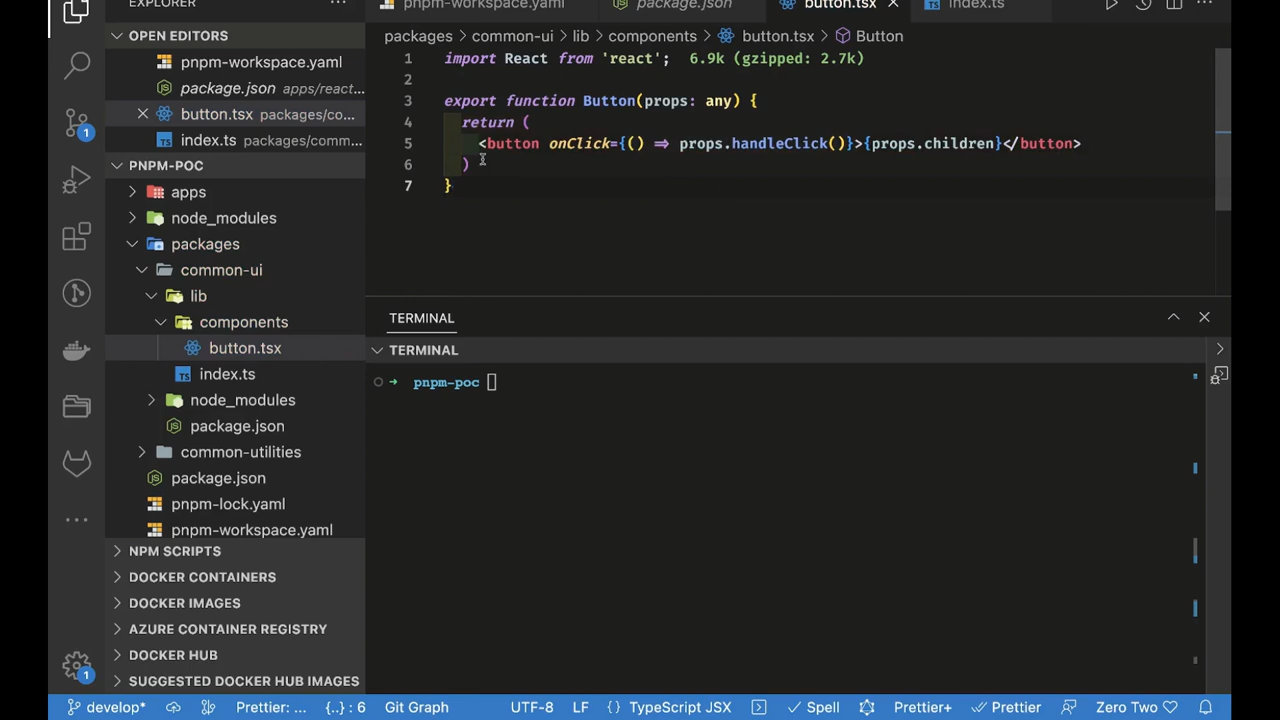 EXPLORER
OPEN EDITORS
pnpm-workspace.yaml
package.json apps/react...
button.tsx packages/co...
index.ts packages/comm...
PNPM-POC
apps
node_modules
packages
common-ui
lib
components
button.tsx
index.ts
node_modules
package.json
common-utilities
package.json
pnpm-lock.yaml
pnpm-workspace.yaml
NPM SCRIPTS
DOCKER CONTAINERS
DOCKER IMAGES
AZURE CONTAINER REGISTRY
DOCKER HUB
SUGGESTED DOCKER HUB IMAGES
1
1
pnpm-workspace.yaml package.json button.tsx index.ts
packages > common-ui > lib > components > button.tsx > Button
1 import React from 'react'; 6.9k (gzipped: 2.7k)
2
3 export function Button(props: any) {
4 return (
5 <button onClick={() => props.handleClick()}>{props.children}</button>
6 )
7 }
TERMINAL
TERMINAL
→ pnpm-poc
develop* Prettier: ... {..} : 6 Git Graph UTF-8 LF {} TypeScript JSX Spell Prettier+ Prettier Zero Two